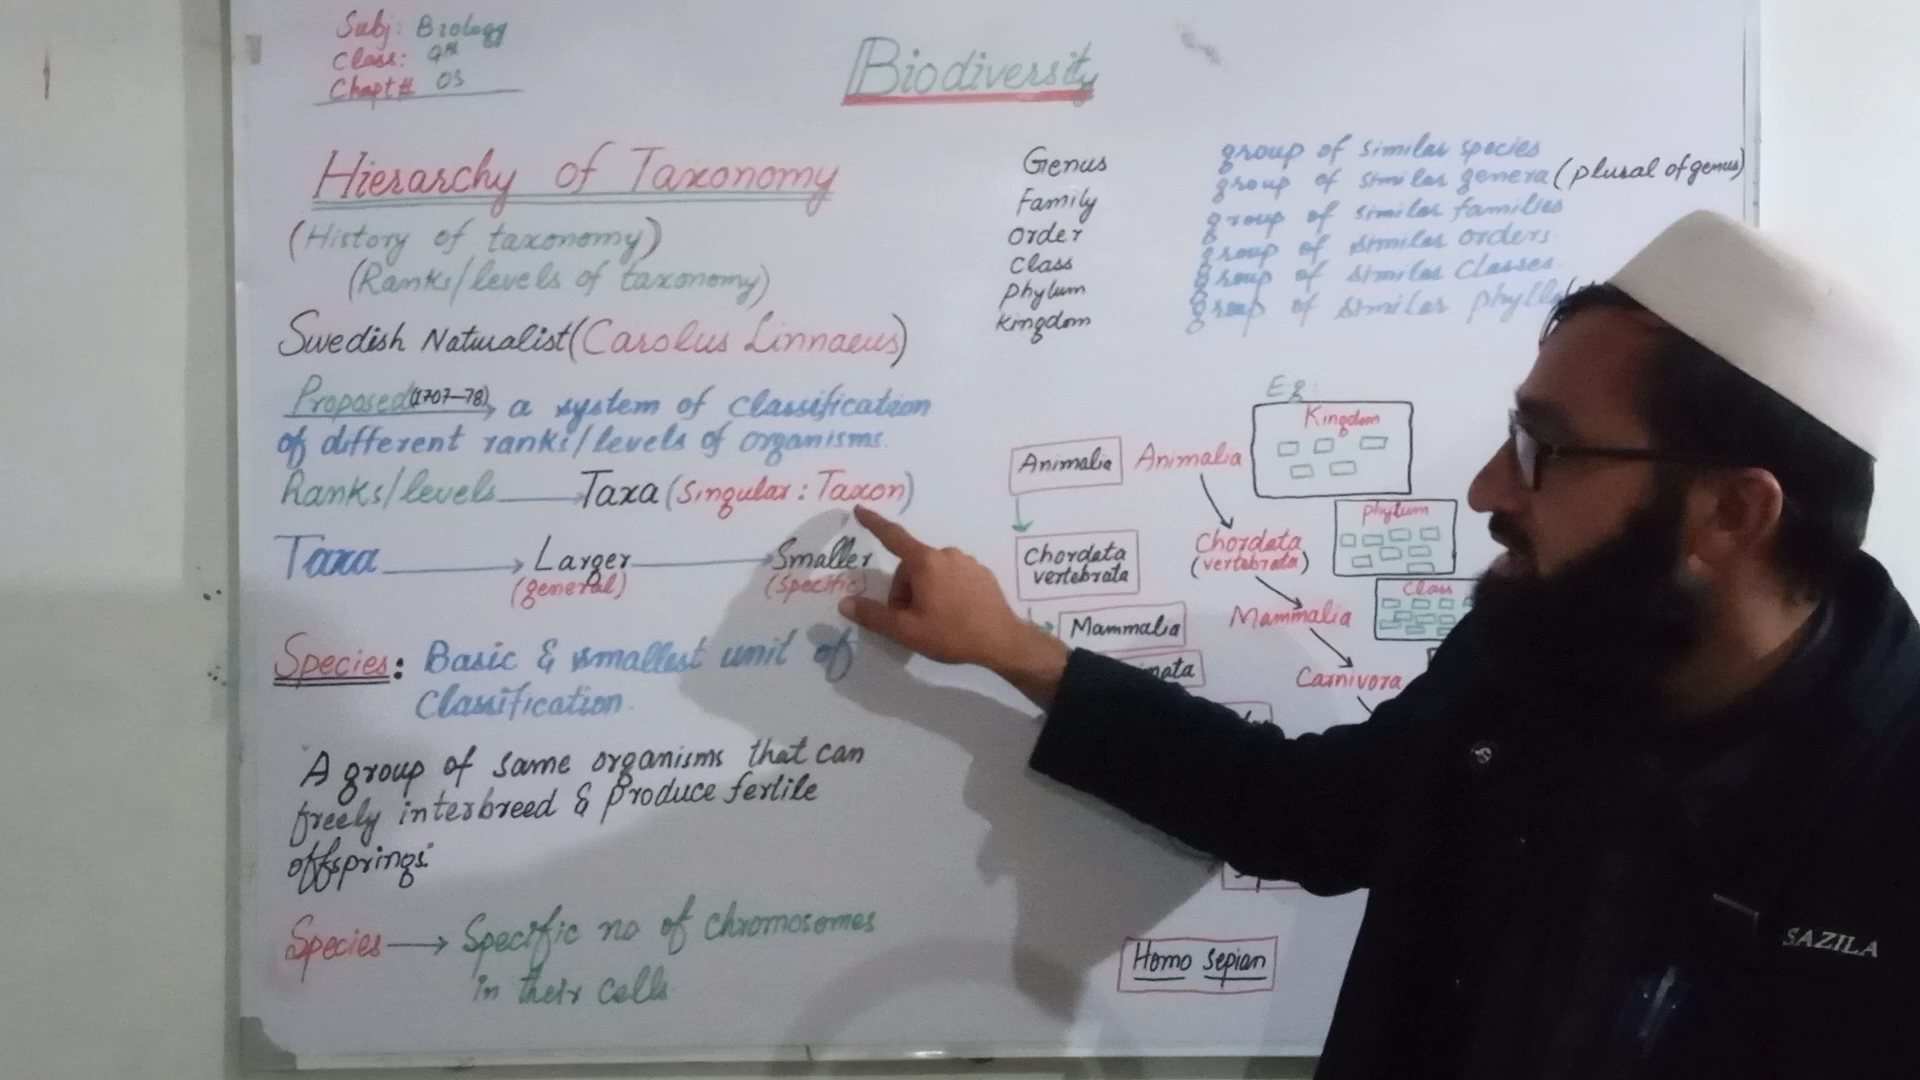 Subj: Biology
Class: 9th
Chapt# 03
Biodiversity
Hierarchy of Taxonomy
(History of taxonomy)
(Ranks/levels of taxonomy)
Swedish Naturalist (Carolus Linnaeus)
Proposed (1707-78) a system of classification
of different ranks/levels of organisms.
Ranks/levels Taxa (Singular: Taxon)
Taxa Larger Smaller
(general) (specific)
Species: Basic & smallest unit of
Classification.
"A group of same organisms that can
freely interbreed & produce fertile
offsprings."
Species → Specific no of chromosomes
in their cells
Genus group of similar species
Family group of similar genera (plural of genus)
Order group of similar families
Class group of similar orders.
Phylum group of similar classes.
Kingdom group of similar
E.g:
Animalia
Chordata
vertebrata
Mammalia
Homo sepian
Animalia
Chordata
(vertebrata)
Mammalia
Carnivora
Kingdom
Phylum
Class
SAZILA